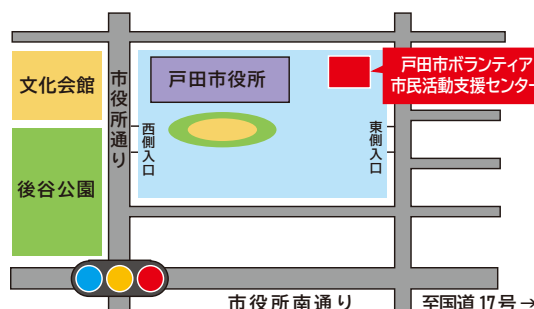 文化会館
後谷公園
市役所通り
戸田市役所
西側入口
東側入口
戸田市ボランティア
市民活動支援センター
市役所南通り
至国道17号→